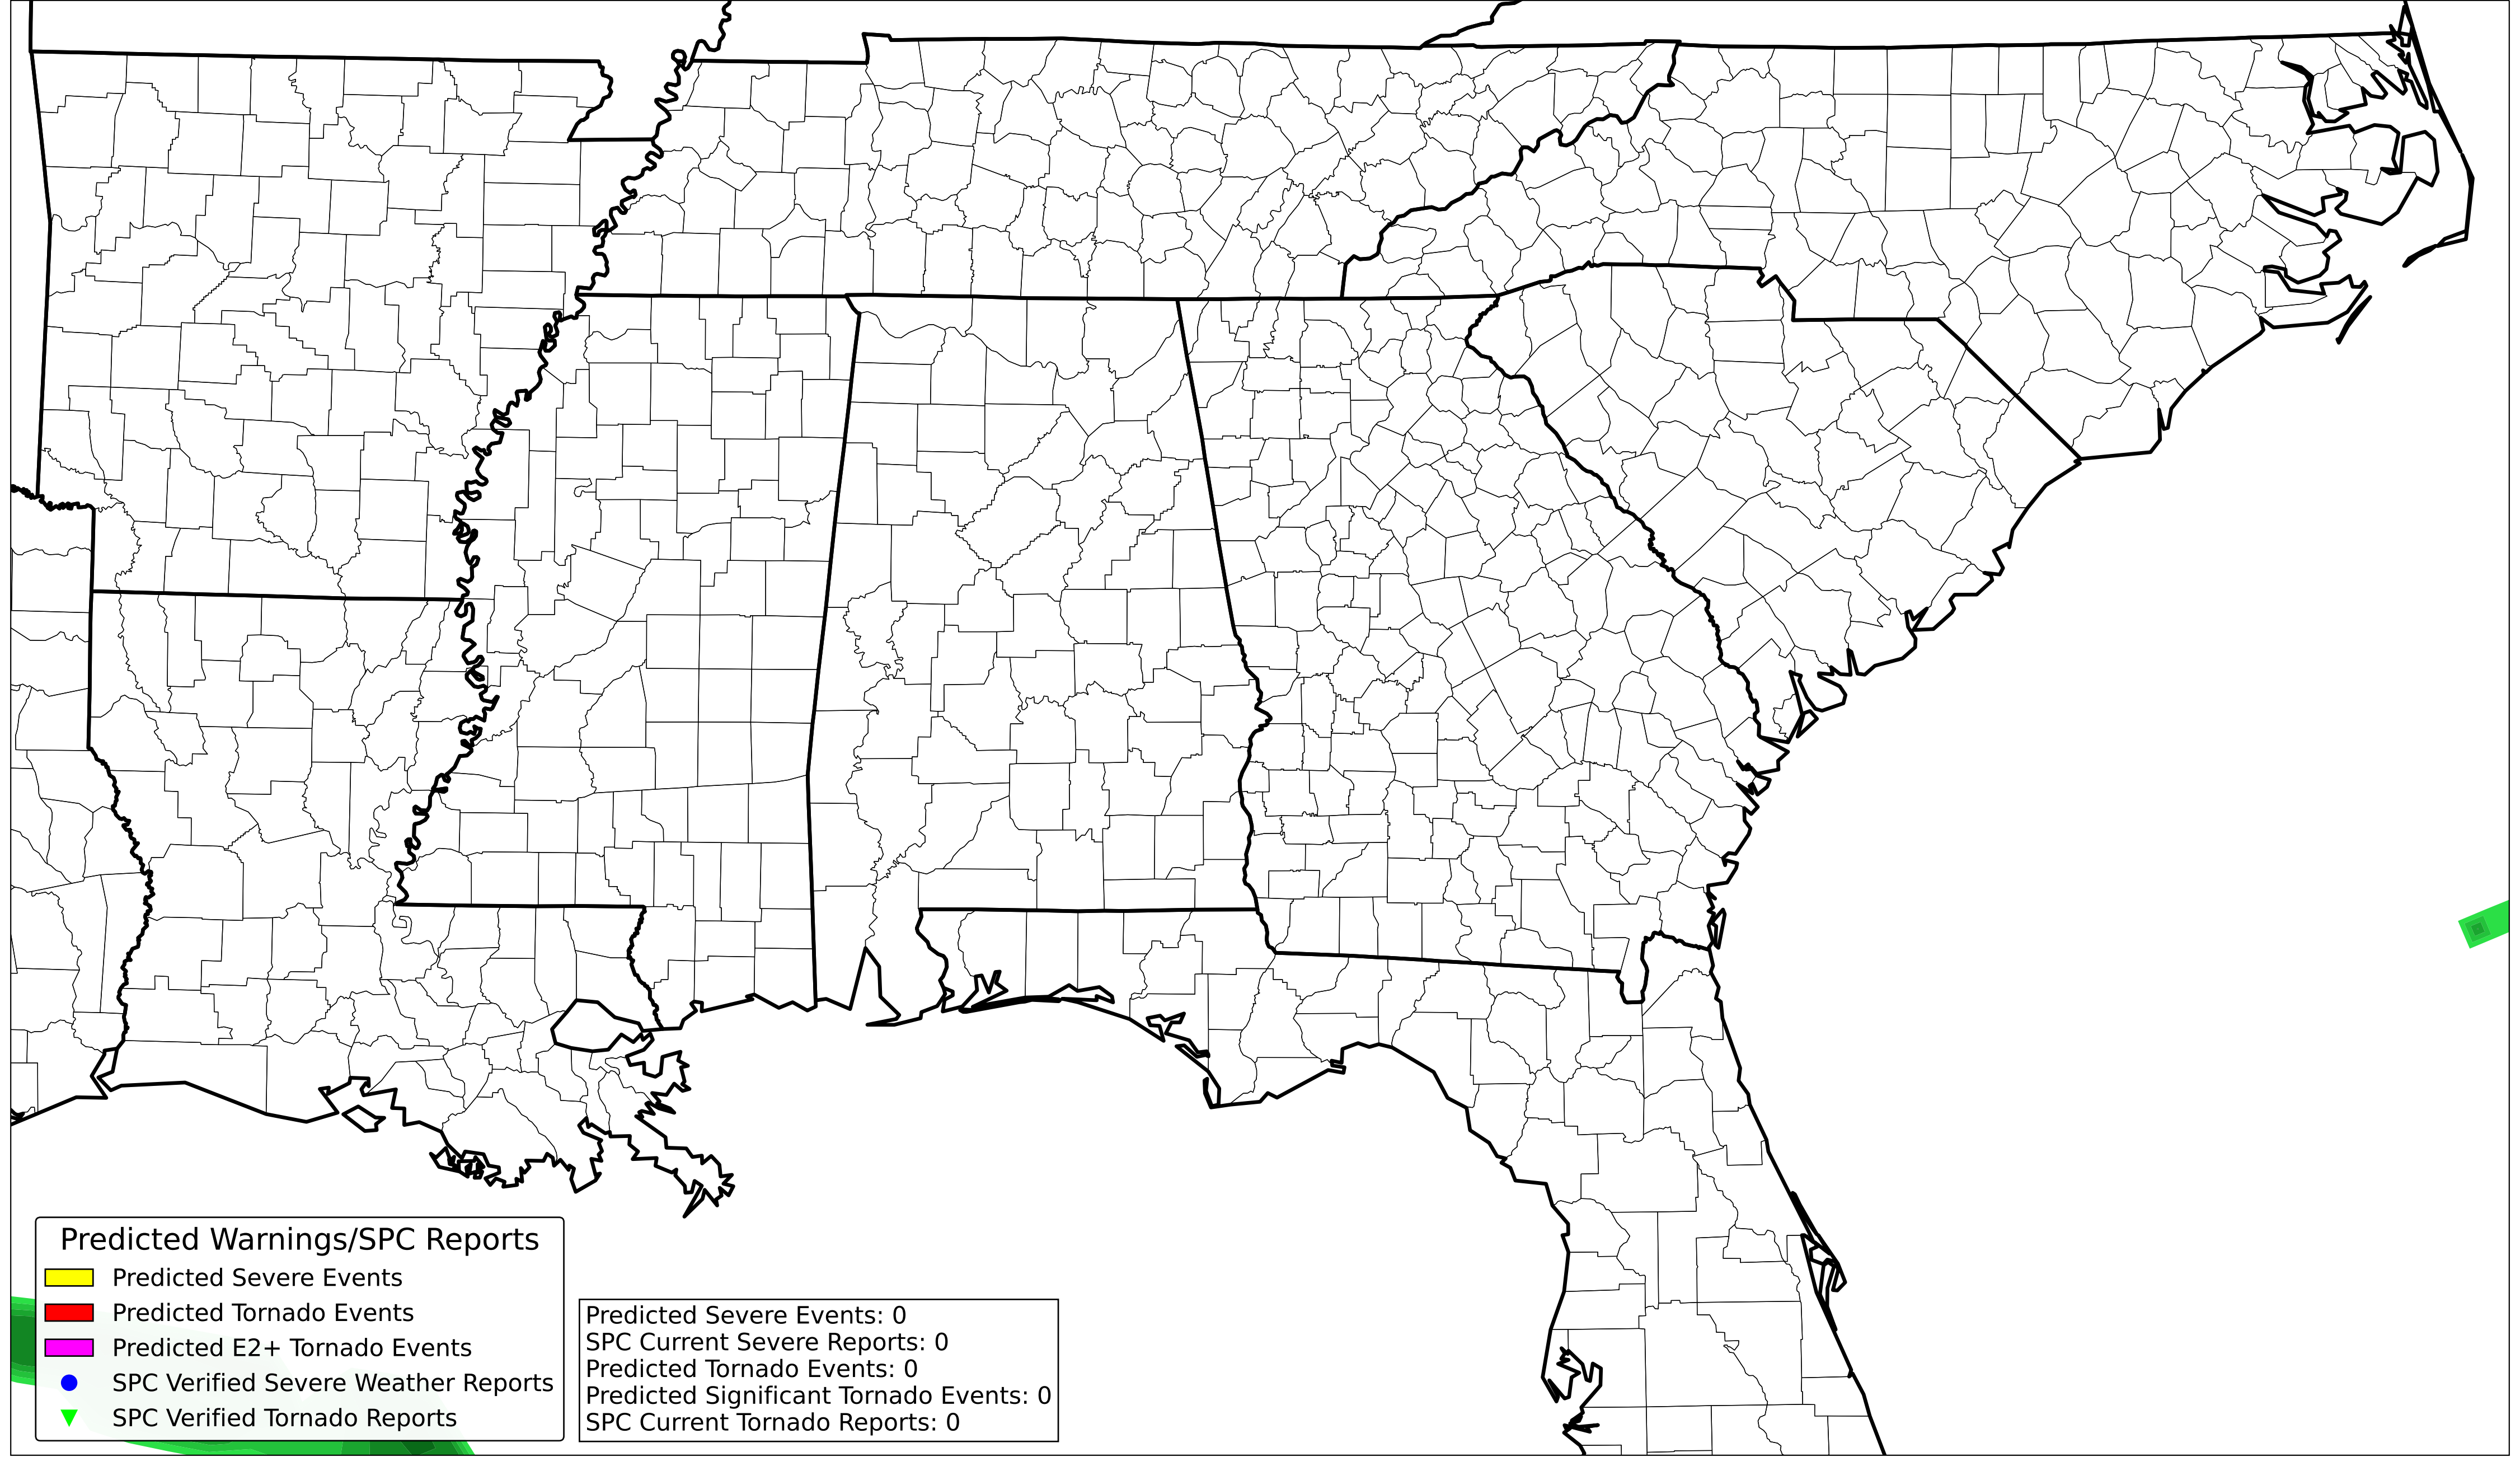 Predicted Warnings/SPC Reports
Predicted Severe Events
Predicted Tornado Events
Predicted E2+ Tornado Events
SPC Verified Severe Weather Reports
SPC Verified Tornado Reports
Predicted Severe Events: 0
SPC Current Severe Reports: 0
Predicted Tornado Events: 0
Predicted Significant Tornado Events: 0
SPC Current Tornado Reports: 0